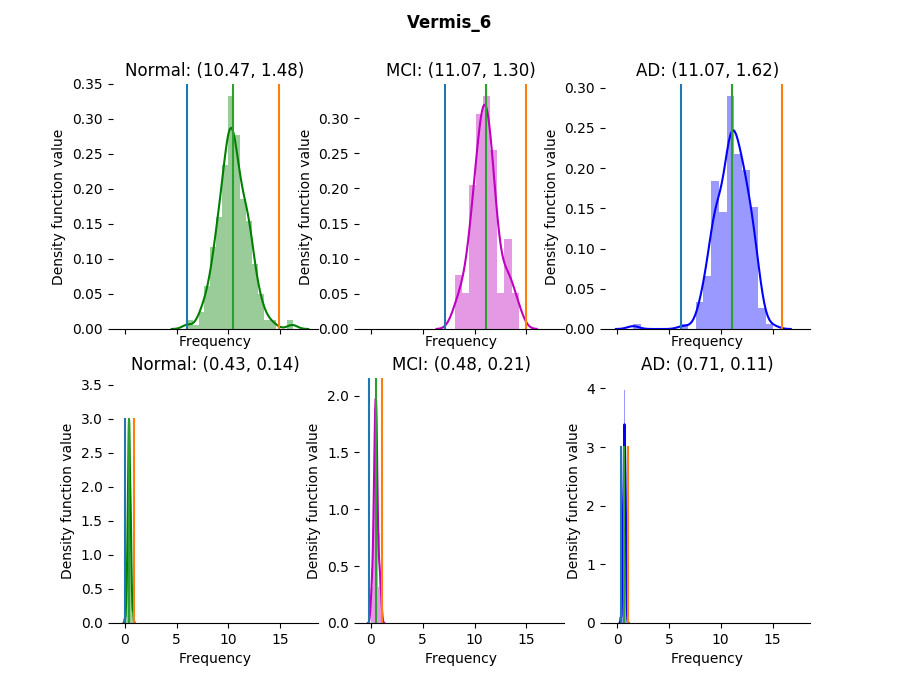 Vermis_6
Normal: (10.47, 1.48)
MCI: (11.07, 1.30)
AD: (11.07, 1.62)
Density function value
0.35
0.30
0.25
0.20
0.15
0.10
0.05
0.00
Frequency
Density function value
0.30
0.25
0.20
0.15
0.10
0.05
0.00
Frequency
Density function value
0.30
0.25
0.20
0.15
0.10
0.05
0.00
Frequency
Normal: (0.43, 0.14)
MCI: (0.48, 0.21)
AD: (0.71, 0.11)
Density function value
3.5
3.0
2.5
2.0
1.5
1.0
0.5
0.0
0 5 10 15
Frequency
Density function value
2.0
1.5
1.0
0.5
0.0
0 5 10 15
Frequency
Density function value
4
3
2
1
0
0 5 10 15
Frequency